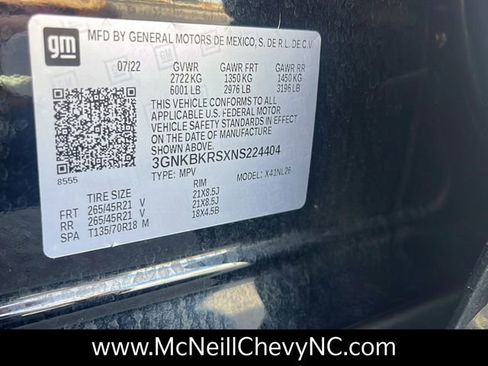 gm
MFD BY GENERAL MOTORS DE MEXICO, S. DE R.L. DE C.V.
07/22 GVWR GAWR FRT GAWR RR
2722 KG 1350 KG 1450 KG
6001 LB 2976 LB 3196 LB
THIS VEHICLE CONFORMS TO ALL
APPLICABLE U.S. FEDERAL MOTOR
VEHICLE SAFETY STANDARDS IN
EFFECT ON THE DATE OF
MANUFACTURE SHOWN ABOVE.
3GNKBKRSXNS224404
8555 TYPE: MPV MODEL: X41NL26
TIRE SIZE RIM
FRT 265/45R21 V 21X8.5J
RR 265/45R21 V 21X8.5J
SPA T135/70R18 M 18X4.5B
www.McNeillChevyNC.com